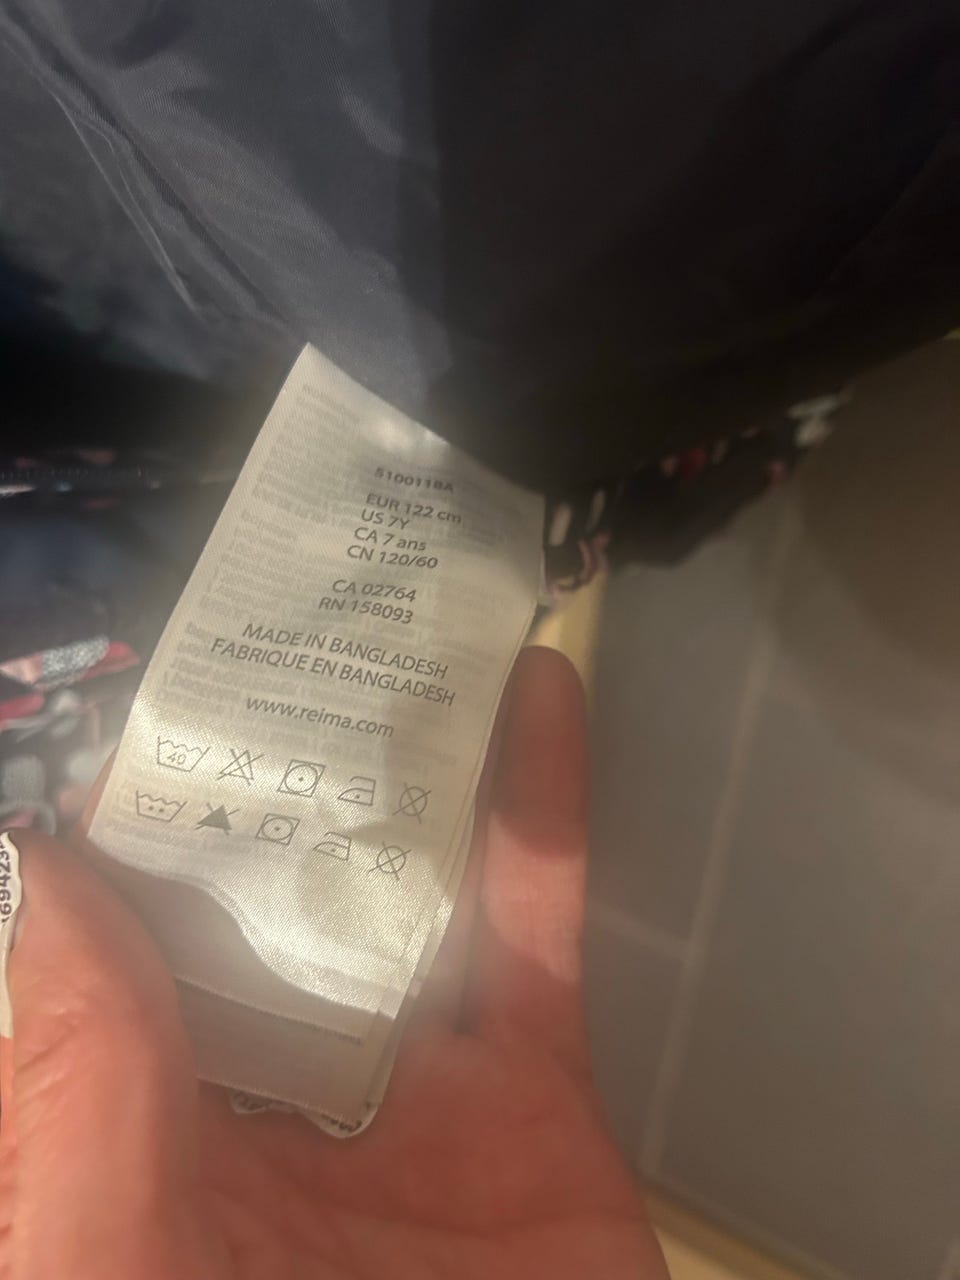 5100118A
EUR 122 cm
US 7Y
CA 7 ans
CN 120/60
CA 02764
RN 158093
MADE IN BANGLADESH
FABRIQUE EN BANGLADESH
www.reima.com
40